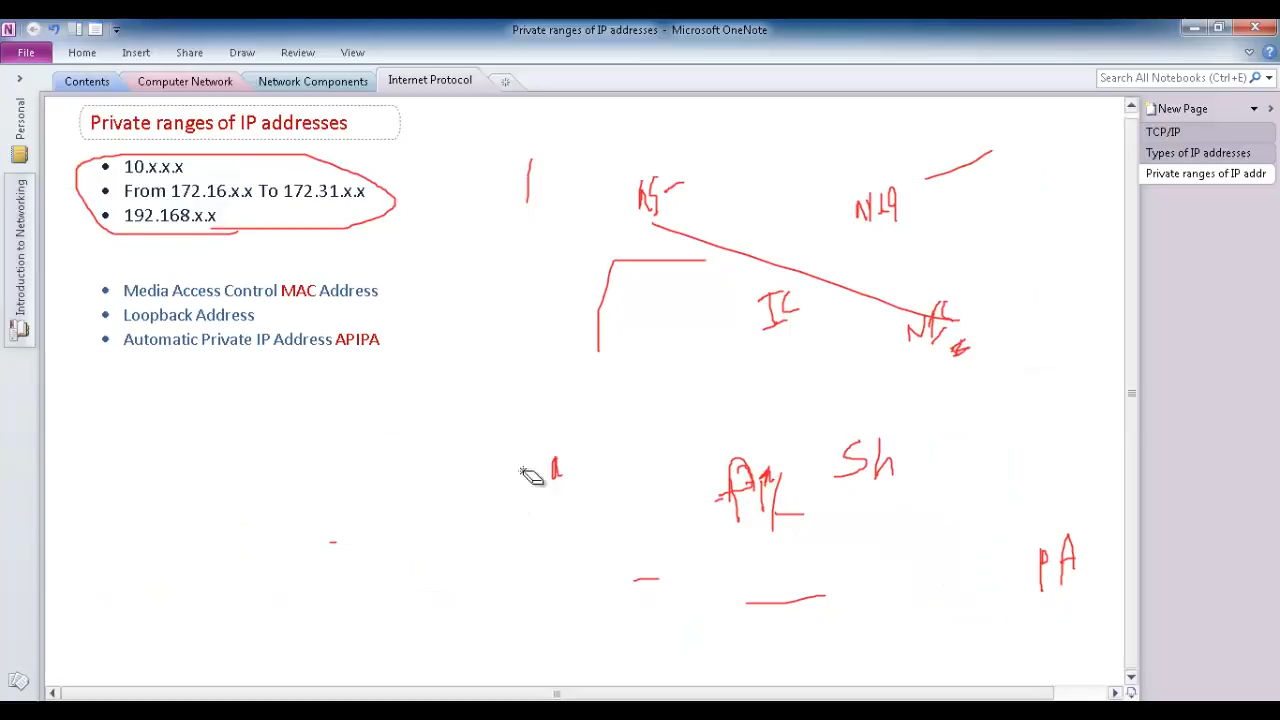 Private ranges of IP addresses - Microsoft OneNote
File Home Insert Share Draw Review View
Contents Computer Network Network Components Internet Protocol
Search All Notebooks (Ctrl+E)
Personal
Introduction to Networking
New Page
TCP/IP
Types of IP addresses
Private ranges of IP addr
Private ranges of IP addresses
10.x.x.x
From 172.16.x.x To 172.31.x.x
192.168.x.x
Media Access Control MAC Address
Loopback Address
Automatic Private IP Address APIPA
IC
Sh
PA